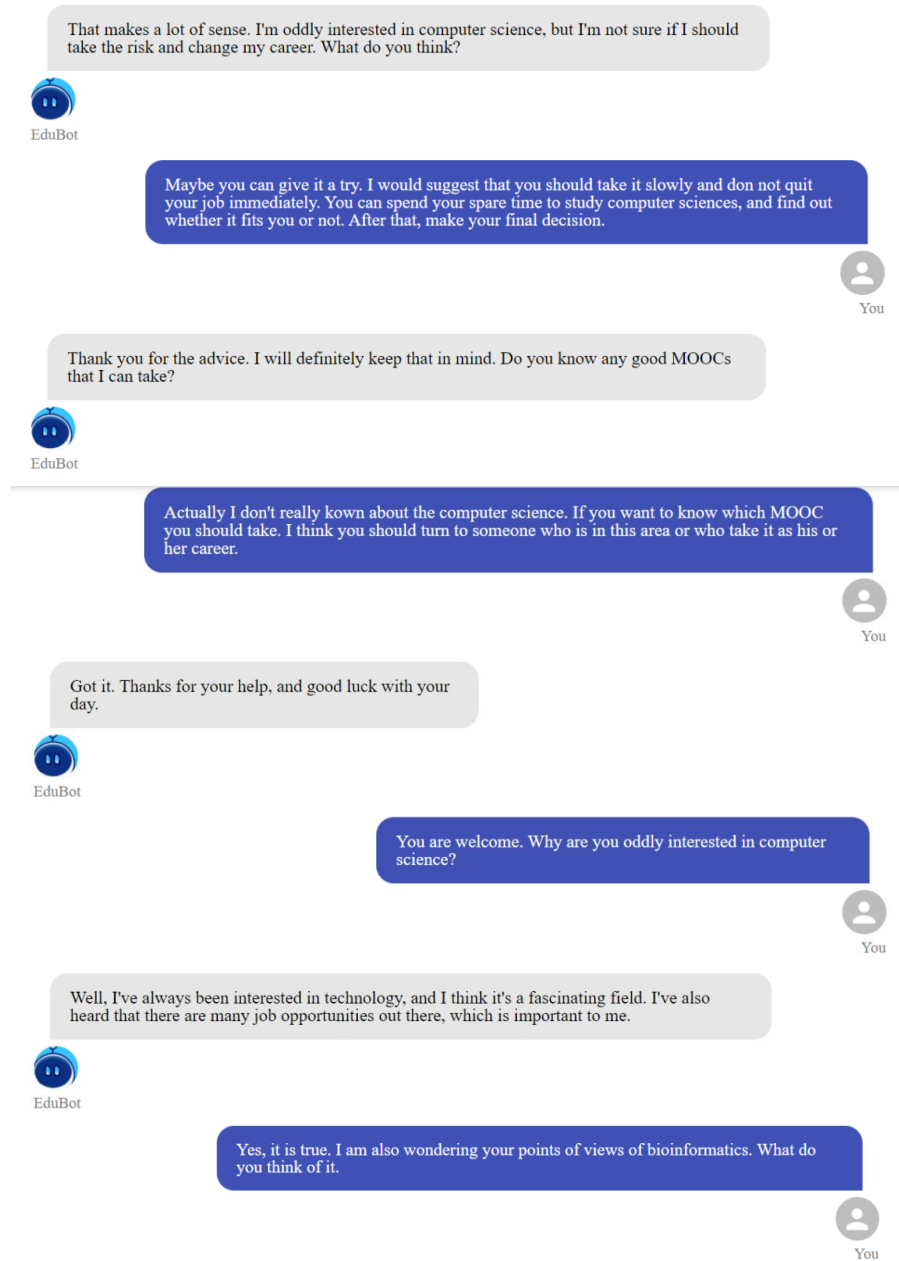 That makes a lot of sense. I'm oddly interested in computer science, but I'm not sure if I should
take the risk and change my career. What do you think?
EduBot
Maybe you can give it a try. I would suggest that you should take it slowly and don not quit
your job immediately. You can spend your spare time to study computer sciences, and find out
whether it fits you or not. After that, make your final decision.
You
Thank you for the advice. I will definitely keep that in mind. Do you know any good MOOCs
that I can take?
EduBot
Actually I don't really kown about the computer science. If you want to know which MOOC
you should take. I think you should turn to someone who is in this area or who take it as his or
her career.
You
Got it. Thanks for your help, and good luck with your
day.
EduBot
You are welcome. Why are you oddly interested in computer
science?
You
Well, I've always been interested in technology, and I think it's a fascinating field. I've also
heard that there are many job opportunities out there, which is important to me.
EduBot
Yes, it is true. I am also wondering your points of views of bioinformatics. What do
you think of it.
You